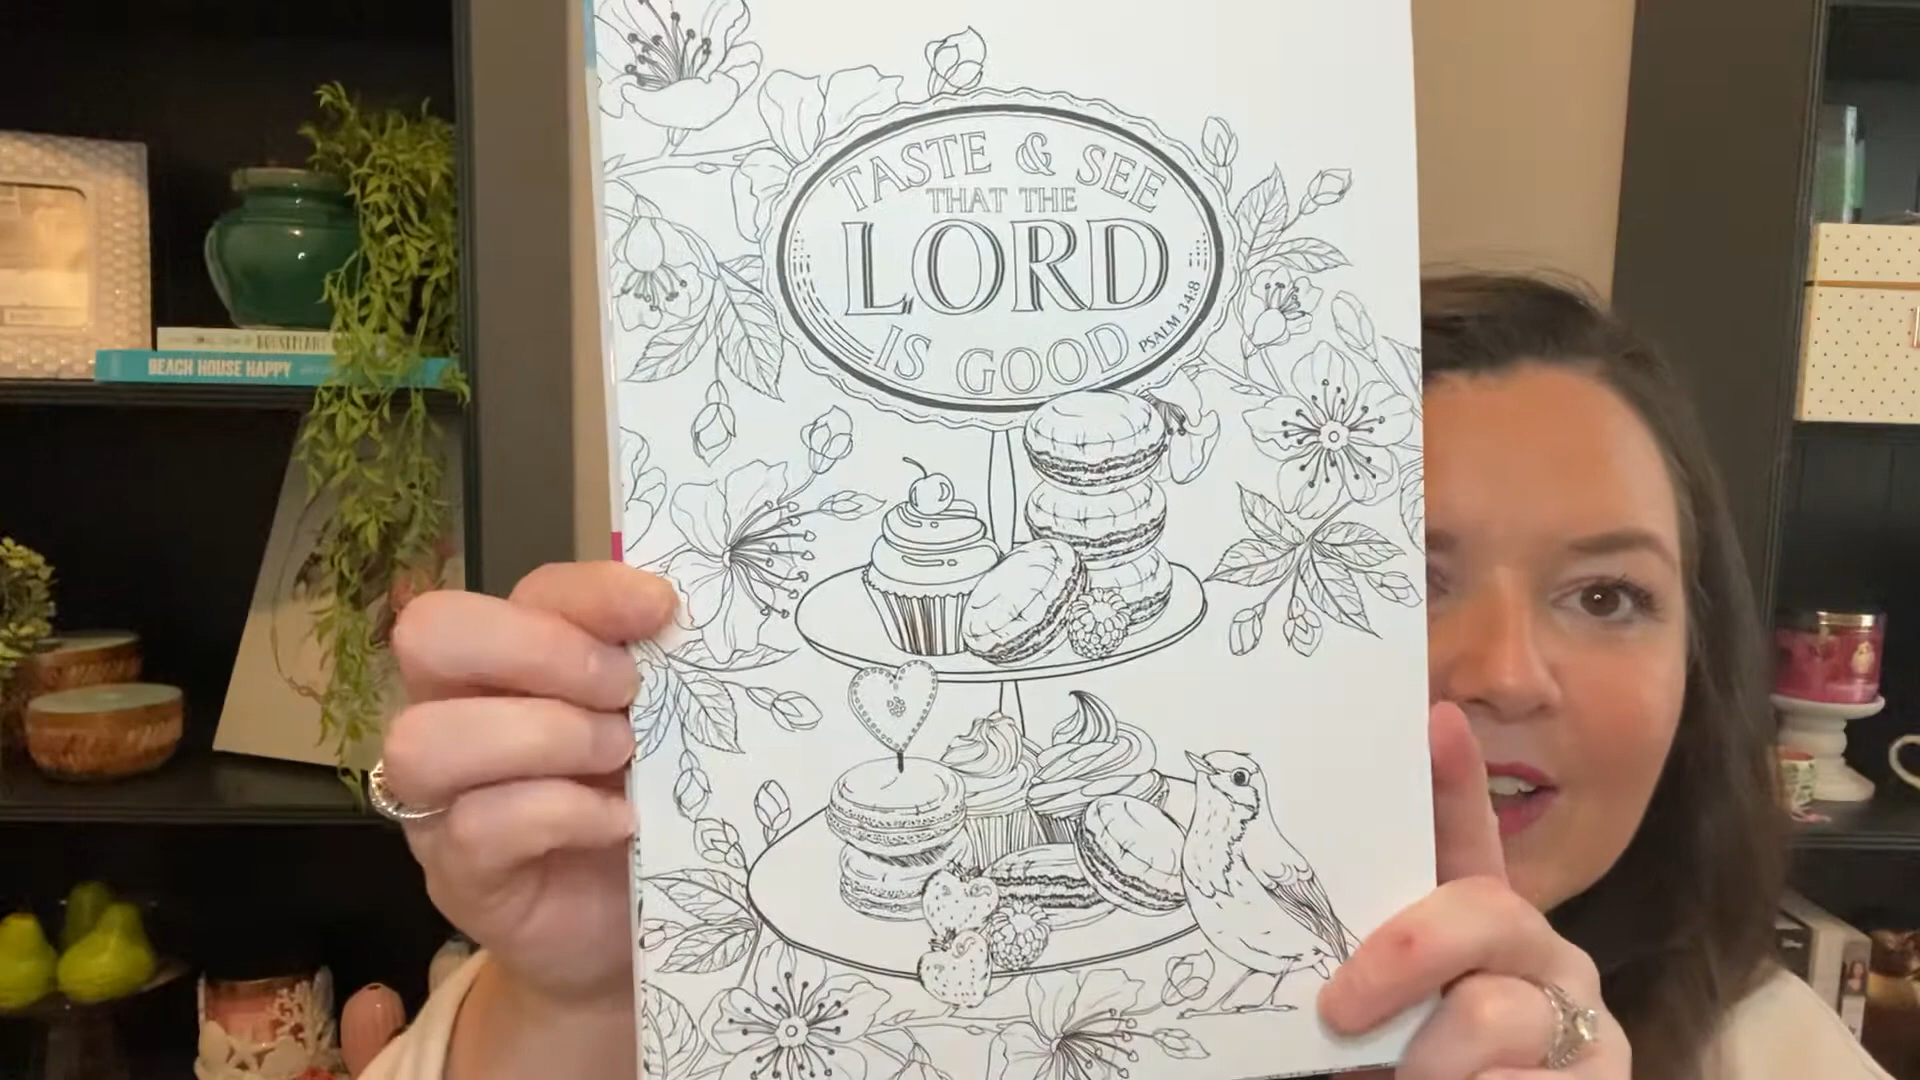 TASTE & SEE
THAT THE
LORD
IS GOOD
PSALM 34:8
BEACH HOUSE HAPPY